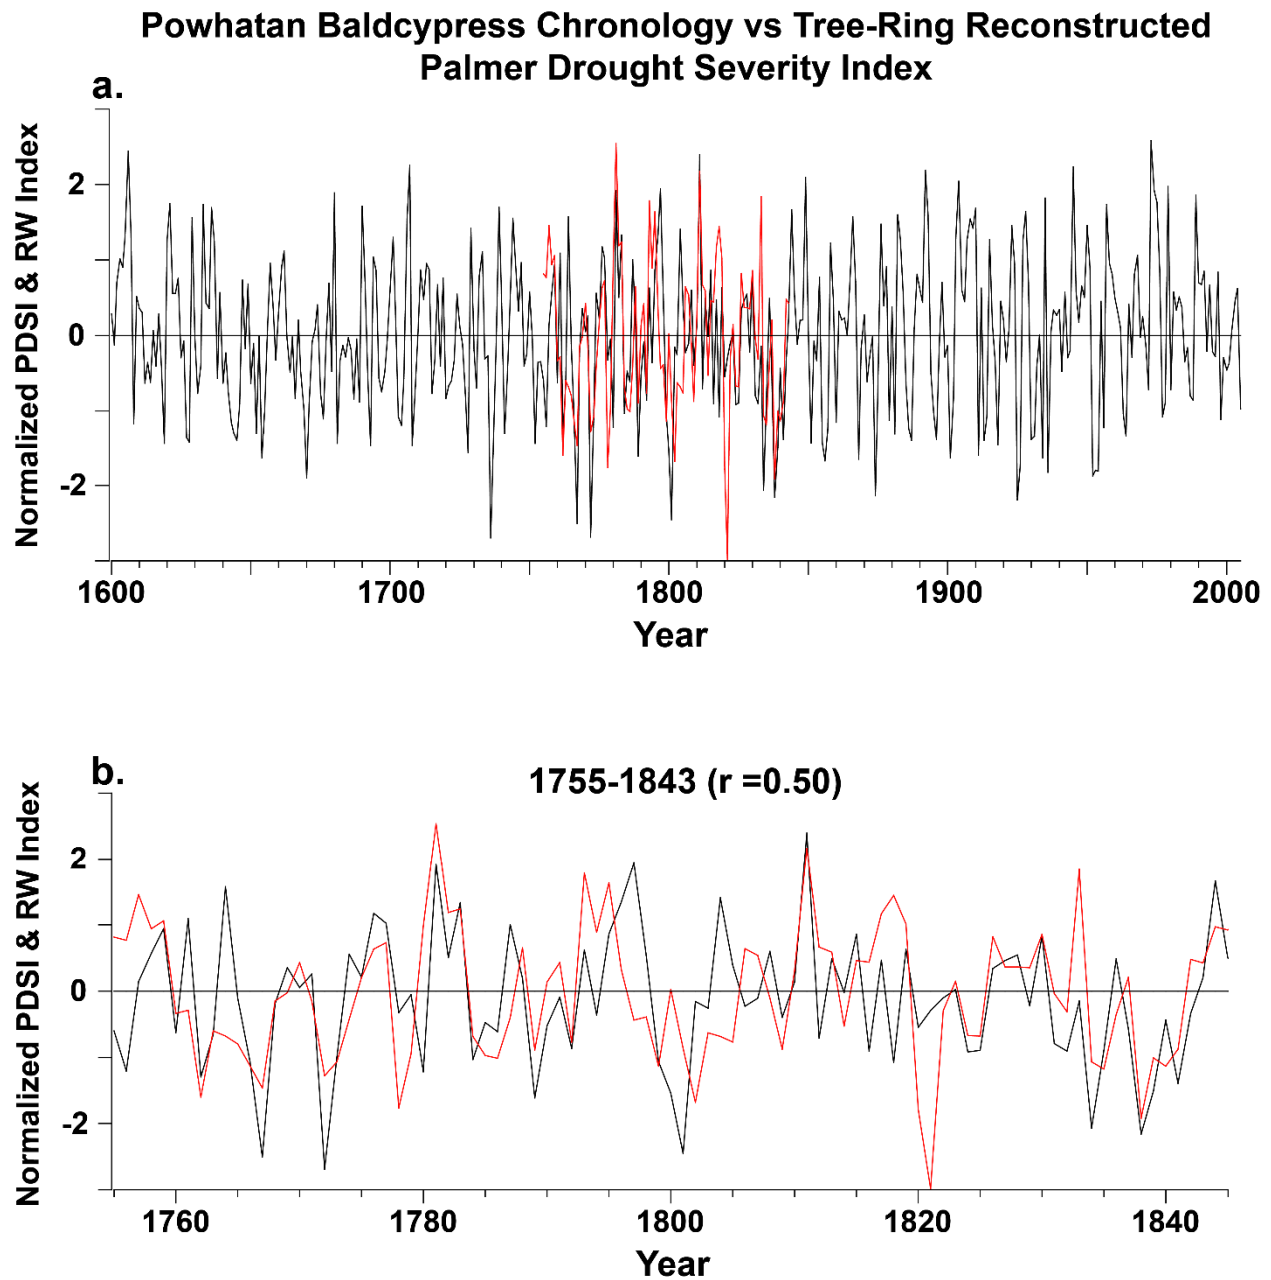 Powhatan Baldcypress Chronology vs Tree-Ring Reconstructed
Palmer Drought Severity Index
a.
Normalized PDSI & RW Index
2
0
-2
1600 1700 1800 1900 2000
Year
b.
1755-1843 (r =0.50)
Normalized PDSI & RW Index
2
0
-2
1760 1780 1800 1820 1840
Year